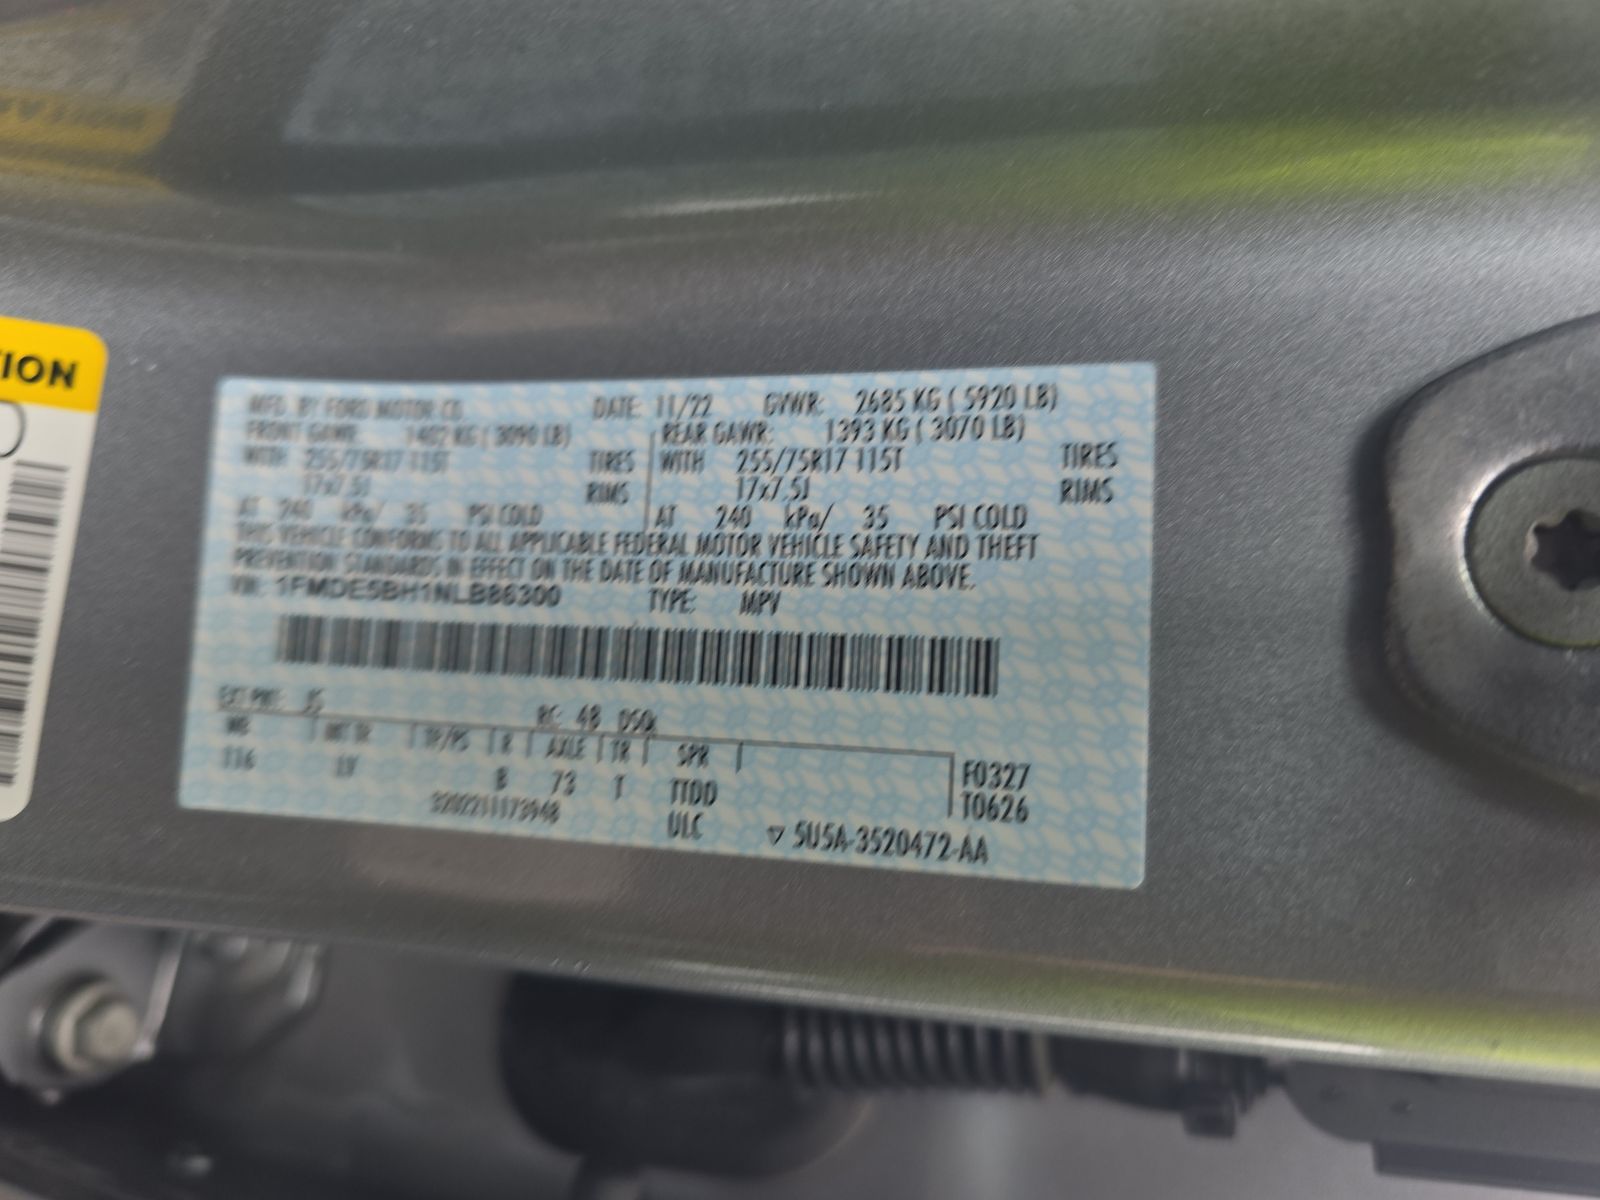 TION
MFD. BY FORD MOTOR CO. DATE: 11/22 GVWR: 2685 KG ( 5920 LB)
FRONT GAWR: 1402 KG ( 3090 LB) REAR GAWR: 1393 KG ( 3070 LB)
WITH 255/75R17 115T TIRES WITH 255/75R17 115T TIRES
17x7.5J RIMS 17x7.5J RIMS
AT 240 kPa/ 35 PSI COLD AT 240 kPa/ 35 PSI COLD
THIS VEHICLE CONFORMS TO ALL APPLICABLE FEDERAL MOTOR VEHICLE SAFETY AND THEFT
PREVENTION STANDARDS IN EFFECT ON THE DATE OF MANUFACTURE SHOWN ABOVE.
VIN: 1FMDE5BH1NLB86300 TYPE: MPV
EXT PNT: JS RC: 48 DSO:
WB INT TR TP/PS R AXLE TR SPR
116 LV B 73 T TTDD F0327
3202211173948 ULC T0626
▽ 5U5A-3520472-AA